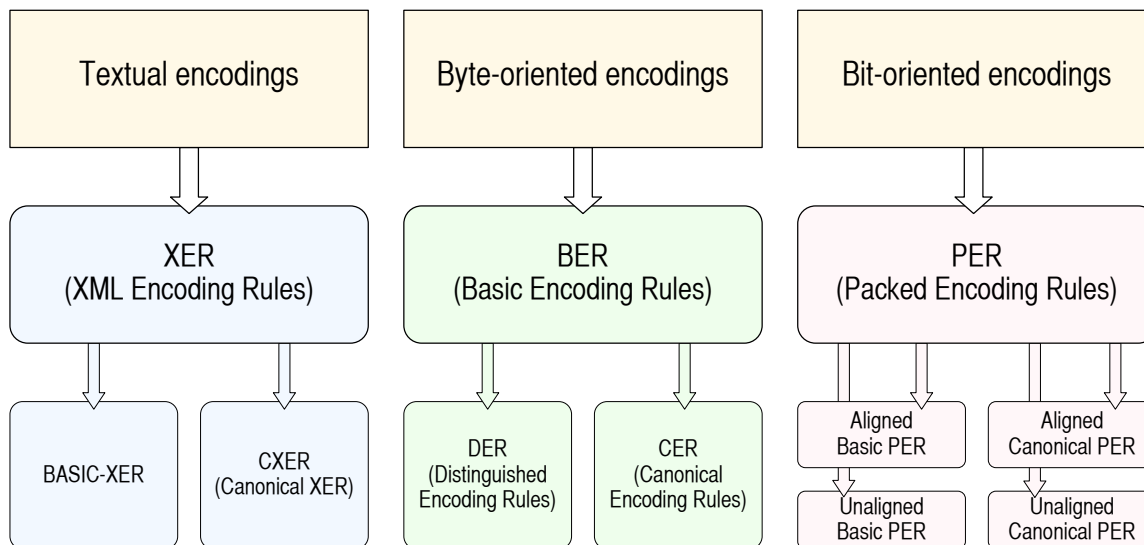 Textual encodings
Byte-oriented encodings
Bit-oriented encodings
XER
(XML Encoding Rules)
BER
(Basic Encoding Rules)
PER
(Packed Encoding Rules)
BASIC-XER
CXER
(Canonical XER)
DER
(Distinguished
Encoding Rules)
CER
(Canonical
Encoding Rules)
Aligned
Basic PER
Aligned
Canonical PER
Unaligned
Basic PER
Unaligned
Canonical PER